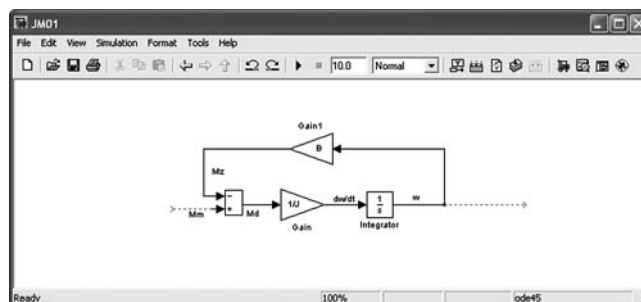 JM01
File Edit View Simulation Format Tools Help
10.0 Normal
Gain1
B
Mz
Mm
−
+
Md
1/J
Gain
dw/dt
1
s
Integrator
w
Ready 100% ode45